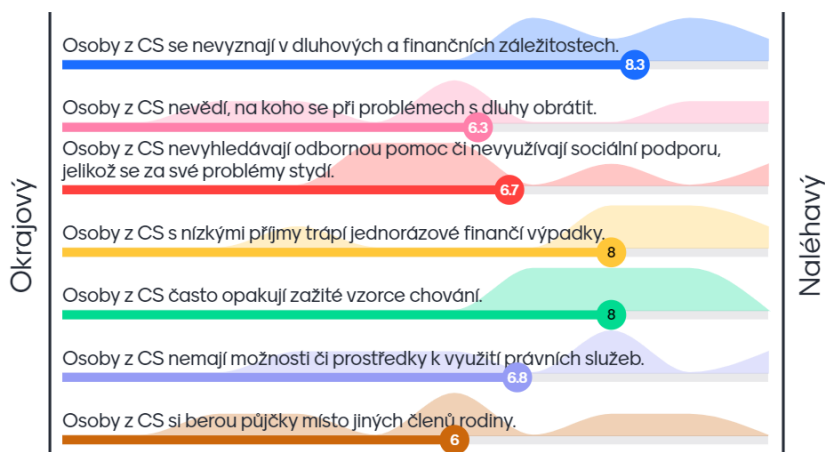 Osoby z CS se nevyznají v dluhových a finančních záležitostech.
8.3
Osoby z CS nevědí, na koho se při problémech s dluhy obrátit.
6.3
Osoby z CS nevyhledávají odbornou pomoc či nevyužívají sociální podporu,
jelikož se za své problémy stydí.
6.7
Okrajový
Naléhavý
Osoby z CS s nízkými příjmy trápí jednorázové finančí výpadky.
8
Osoby z CS často opakují zažité vzorce chování.
8
Osoby z CS nemají možnosti či prostředky k využití právních služeb.
6.8
Osoby z CS si berou půjčky místo jiných členů rodiny.
6